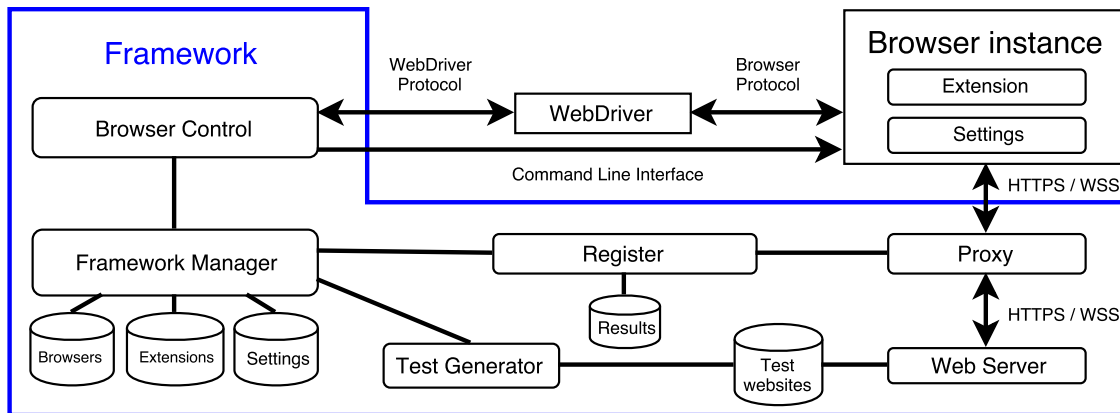 Framework
WebDriver
Protocol
Browser
Protocol
Browser instance
Extension
Settings
Browser Control
WebDriver
Command Line Interface
HTTPS / WSS
Framework Manager
Register
Proxy
Browsers
Extensions
Settings
Results
HTTPS / WSS
Test Generator
Test
websites
Web Server